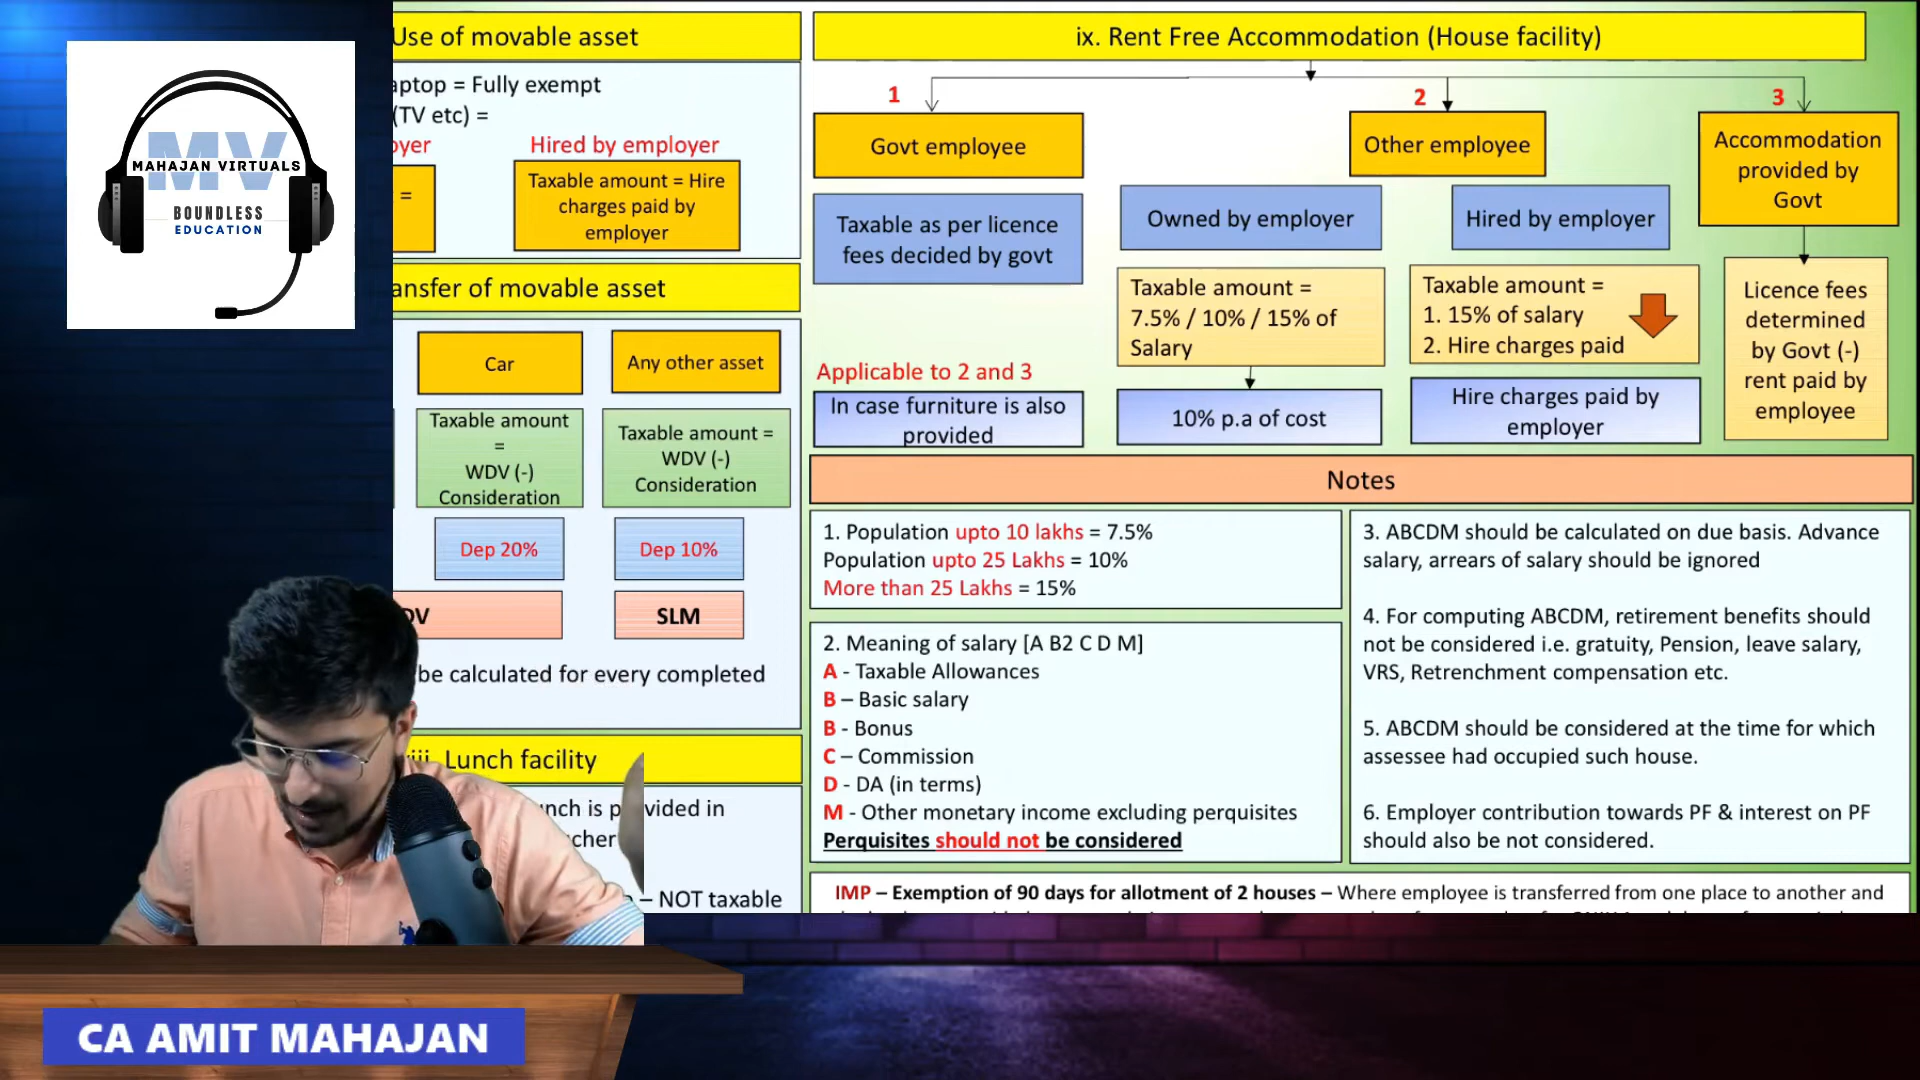 MV
MAHAJAN VIRTUALS
BOUNDLESS
EDUCATION
Use of movable asset
aptop = Fully exempt
(TV etc) =
oyer
Hired by employer
=
Taxable amount = Hire
charges paid by
employer
ansfer of movable asset
Car
Any other asset
Taxable amount
=
WDV (-)
Consideration
Taxable amount =
WDV (-)
Consideration
Dep 20%
Dep 10%
DV
SLM
be calculated for every completed
iii. Lunch facility
unch is provided in
cher
– NOT taxable
ix. Rent Free Accommodation (House facility)
1
2
3
Govt employee
Other employee
Accommodation
provided by
Govt
Taxable as per licence
fees decided by govt
Owned by employer
Hired by employer
Taxable amount =
7.5% / 10% / 15% of
Salary
Taxable amount =
1. 15% of salary
2. Hire charges paid
Licence fees
determined
by Govt (-)
rent paid by
employee
Applicable to 2 and 3
In case furniture is also
provided
10% p.a of cost
Hire charges paid by
employer
Notes
1. Population upto 10 lakhs = 7.5%
Population upto 25 Lakhs = 10%
More than 25 Lakhs = 15%
2. Meaning of salary [A B2 C D M]
A - Taxable Allowances
B – Basic salary
B - Bonus
C – Commission
D - DA (in terms)
M - Other monetary income excluding perquisites
Perquisites should not be considered
3. ABCDM should be calculated on due basis. Advance
salary, arrears of salary should be ignored
4. For computing ABCDM, retirement benefits should
not be considered i.e. gratuity, Pension, leave salary,
VRS, Retrenchment compensation etc.
5. ABCDM should be considered at the time for which
assessee had occupied such house.
6. Employer contribution towards PF & interest on PF
should also be not considered.
IMP – Exemption of 90 days for allotment of 2 houses – Where employee is transferred from one place to another and
CA AMIT MAHAJAN